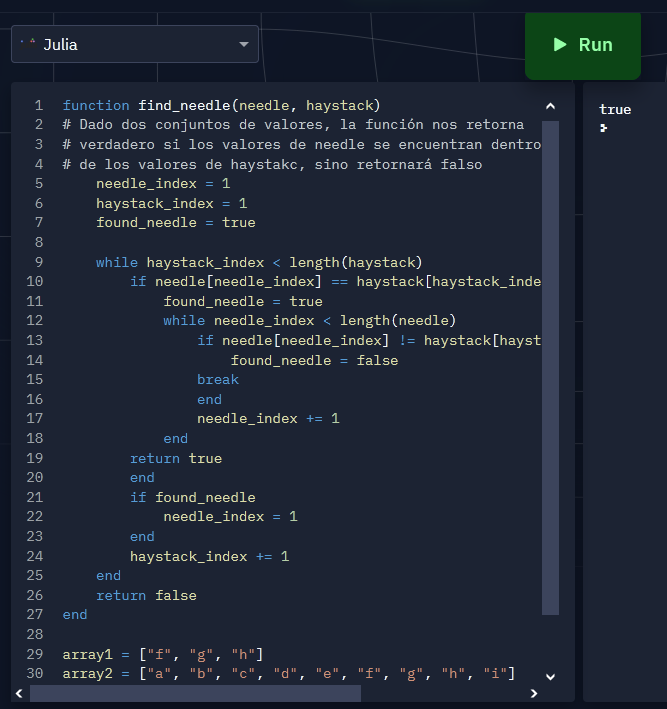 Julia
Run
1 function find_needle(needle, haystack)
2 # Dado dos conjuntos de valores, la función nos retorna
3 # verdadero si los valores de needle se encuentran dentro
4 # de los valores de haystakc, sino retornará falso
5     needle_index = 1
6     haystack_index = 1
7     found_needle = true
8
9     while haystack_index < length(haystack)
10         if needle[needle_index] == haystack[haystack_inde
11             found_needle = true
12             while needle_index < length(needle)
13                 if needle[needle_index] != haystack[hayst
14                     found_needle = false
15                 break
16                 end
17                 needle_index += 1
18             end
19         return true
20         end
21         if found_needle
22             needle_index = 1
23         end
24         haystack_index += 1
25     end
26     return false
27 end
28
29 array1 = ["f", "g", "h"]
30 array2 = ["a", "b", "c", "d", "e", "f", "g", "h", "i"]
true